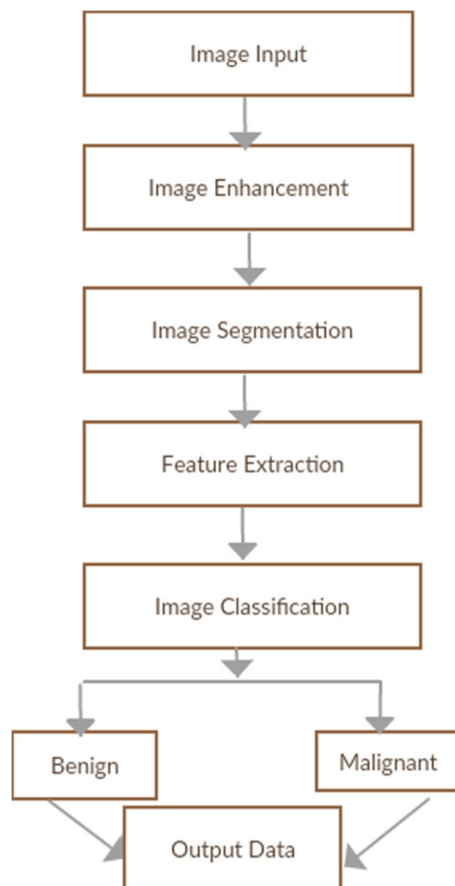 Image Input
Image Enhancement
Image Segmentation
Feature Extraction
Image Classification
Benign
Malignant
Output Data